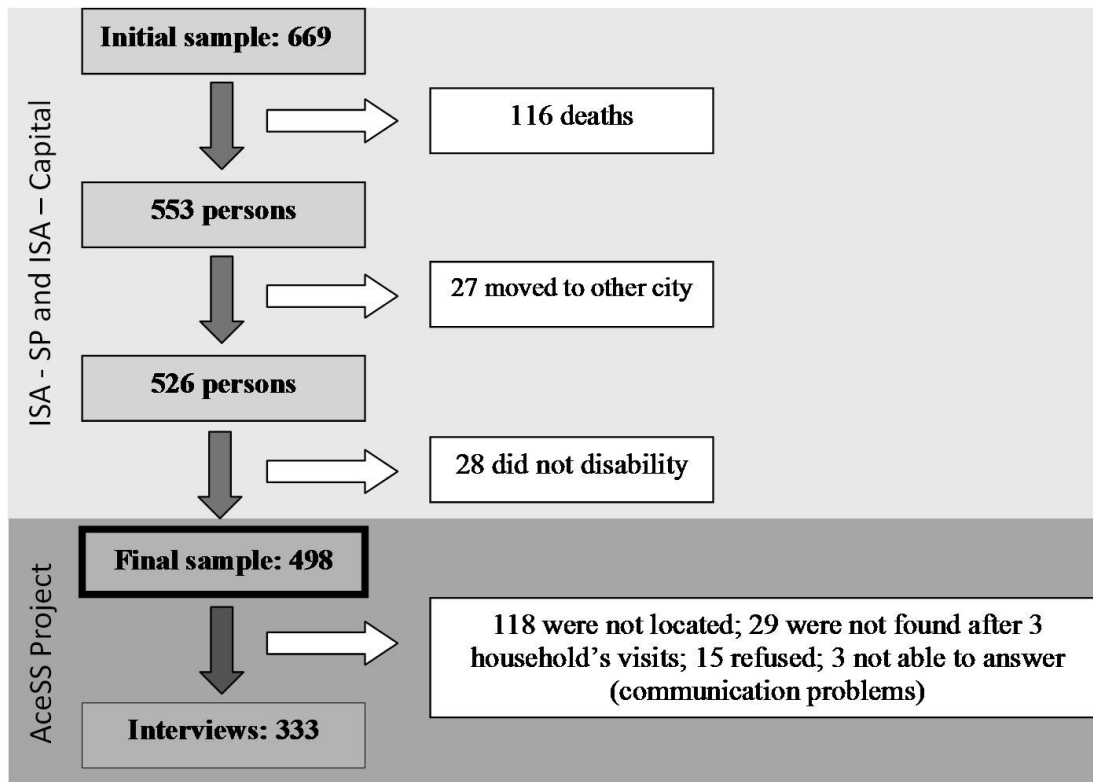 ISA - SP and ISA – Capital
Initial sample: 669
116 deaths
553 persons
27 moved to other city
526 persons
28 did not disability
AceSS Project
Final sample: 498
118 were not located; 29 were not found after 3
household’s visits; 15 refused; 3 not able to answer
(communication problems)
Interviews: 333